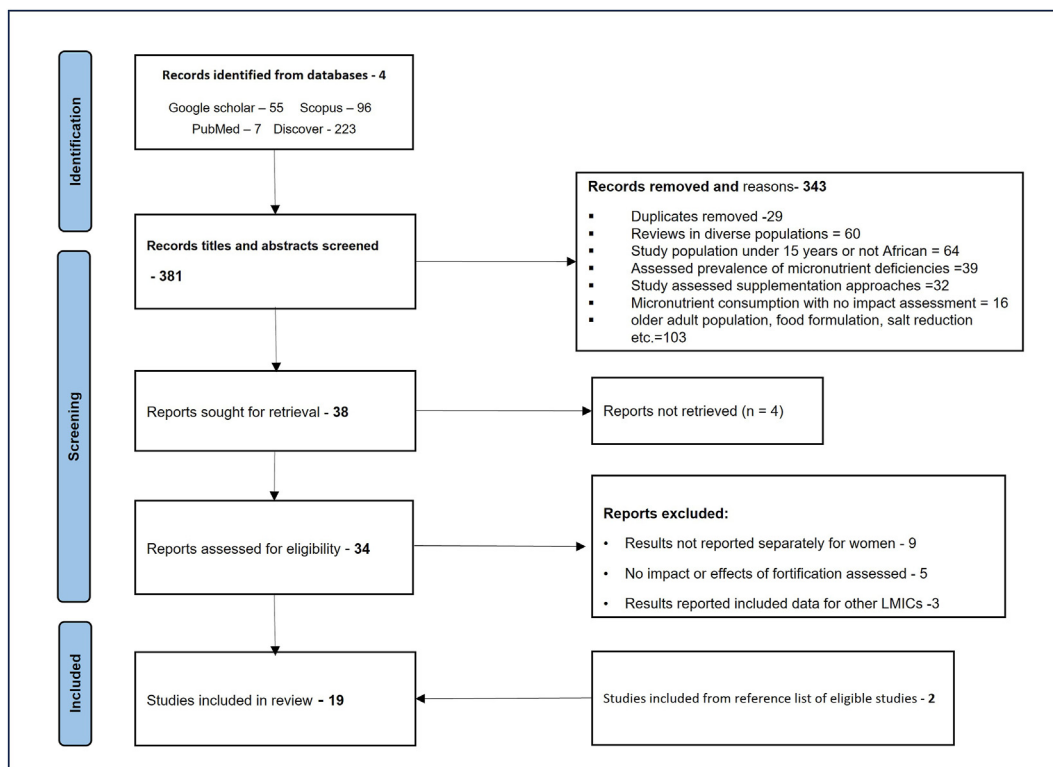 Identification
Records identified from databases - 4
Google scholar – 55 Scopus – 96
PubMed – 7 Discover - 223
Records removed and reasons- 343
▪ Duplicates removed -29
▪ Reviews in diverse populations = 60
▪ Study population under 15 years or not African = 64
▪ Assessed prevalence of micronutrient deficiencies =39
▪ Study assessed supplementation approaches =32
▪ Micronutrient consumption with no impact assessment = 16
▪ older adult population, food formulation, salt reduction
etc.=103
Screening
Records titles and abstracts screened
- 381
Reports sought for retrieval - 38
Reports not retrieved (n = 4)
Reports assessed for eligibility - 34
Reports excluded:
• Results not reported separately for women - 9
• No impact or effects of fortification assessed - 5
• Results reported included data for other LMICs -3
Included
Studies included in review - 19
Studies included from reference list of eligible studies - 2